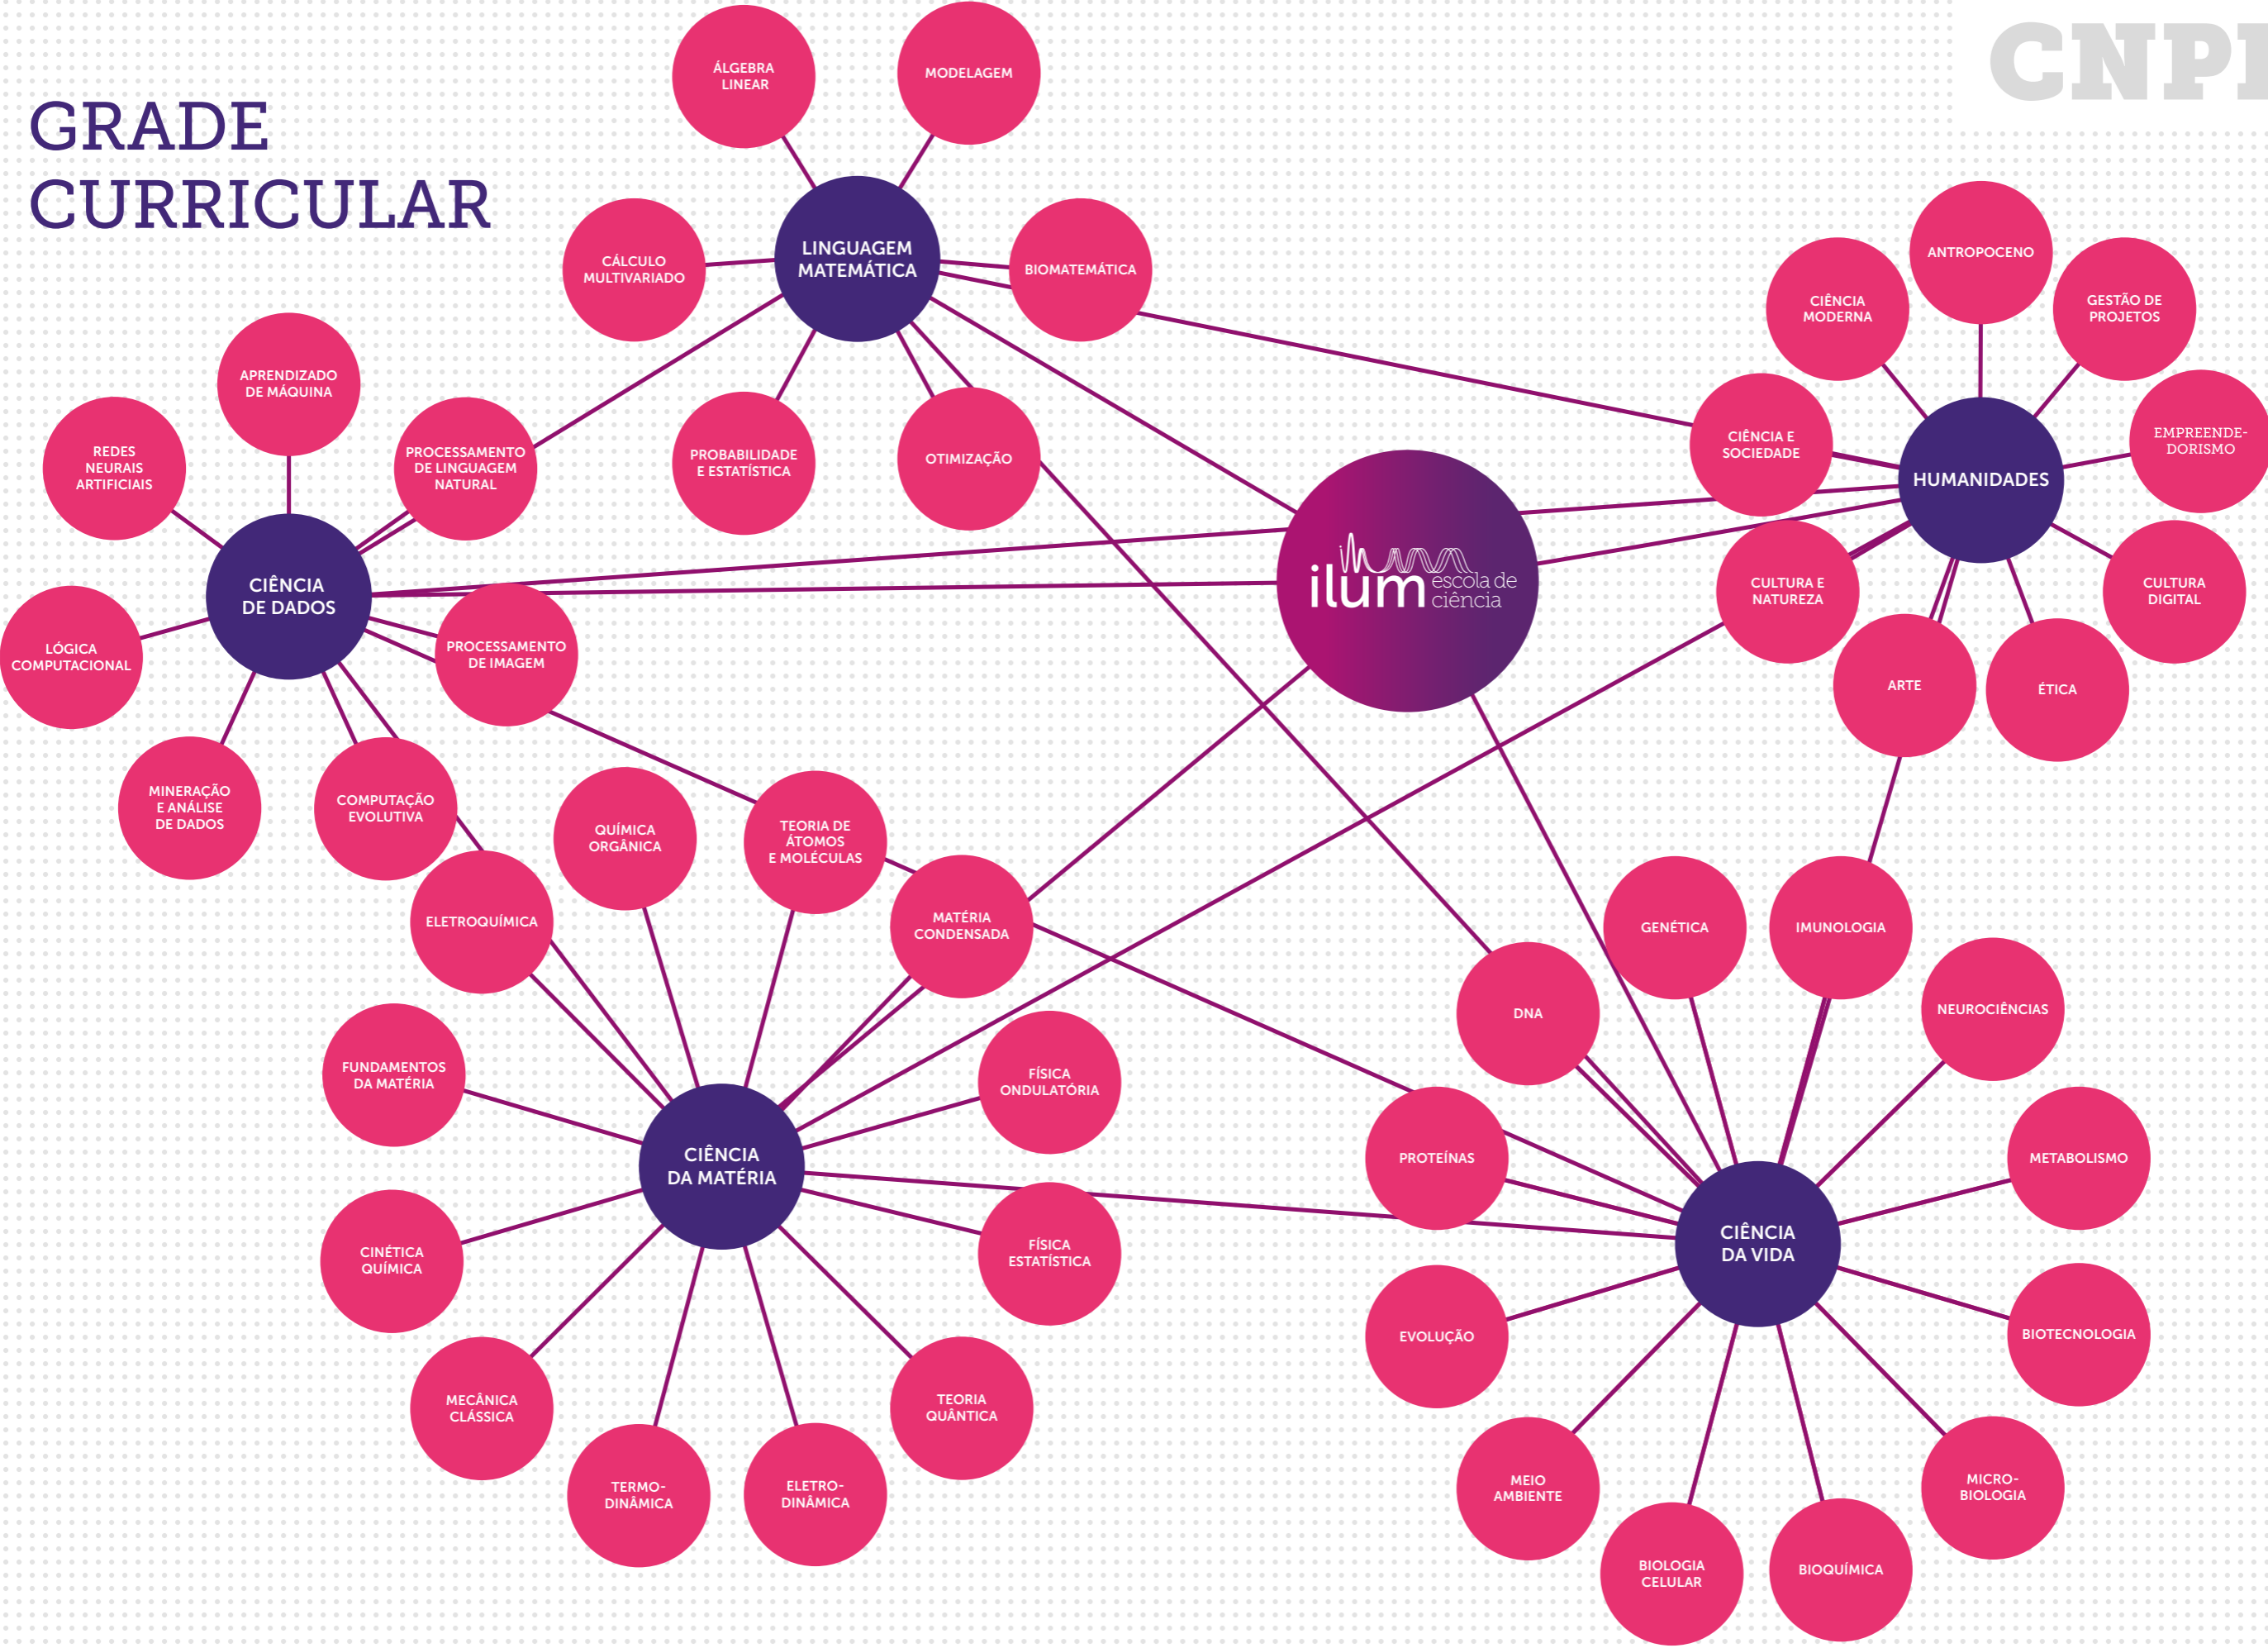 GRADE
CURRICULAR
ÁLGEBRA
LINEAR
MODELAGEM
CÁLCULO
MULTIVARIADO
LINGUAGEM
MATEMÁTICA
BIOMATEMÁTICA
PROBABILIDADE
E ESTATÍSTICA
OTIMIZAÇÃO
APRENDIZADO
DE MÁQUINA
REDES
NEURAIS
ARTIFICIAIS
PROCESSAMENTO
DE LINGUAGEM
NATURAL
CIÊNCIA
DE DADOS
LÓGICA
COMPUTACIONAL
PROCESSAMENTO
DE IMAGEM
MINERAÇÃO
E ANÁLISE
DE DADOS
COMPUTAÇÃO
EVOLUTIVA
ilum escola de
ciência
ANTROPOCENO
CIÊNCIA
MODERNA
GESTÃO DE
PROJETOS
CIÊNCIA E
SOCIEDADE
HUMANIDADES
EMPREENDE-
DORISMO
CULTURA E
NATUREZA
CULTURA
DIGITAL
ARTE
ÉTICA
QUÍMICA
ORGÂNICA
TEORIA DE
ÁTOMOS
E MOLÉCULAS
ELETROQUÍMICA
MATÉRIA
CONDENSADA
FUNDAMENTOS
DA MATÉRIA
FÍSICA
ONDULATÓRIA
CIÊNCIA
DA MATÉRIA
CINÉTICA
QUÍMICA
FÍSICA
ESTATÍSTICA
MECÂNICA
CLÁSSICA
TEORIA
QUÂNTICA
TERMO-
DINÂMICA
ELETRO-
DINÂMICA
GENÉTICA
IMUNOLOGIA
DNA
NEUROCIÊNCIAS
PROTEÍNAS
METABOLISMO
CIÊNCIA
DA VIDA
EVOLUÇÃO
BIOTECNOLOGIA
MEIO
AMBIENTE
MICRO-
BIOLOGIA
BIOLOGIA
CELULAR
BIOQUÍMICA